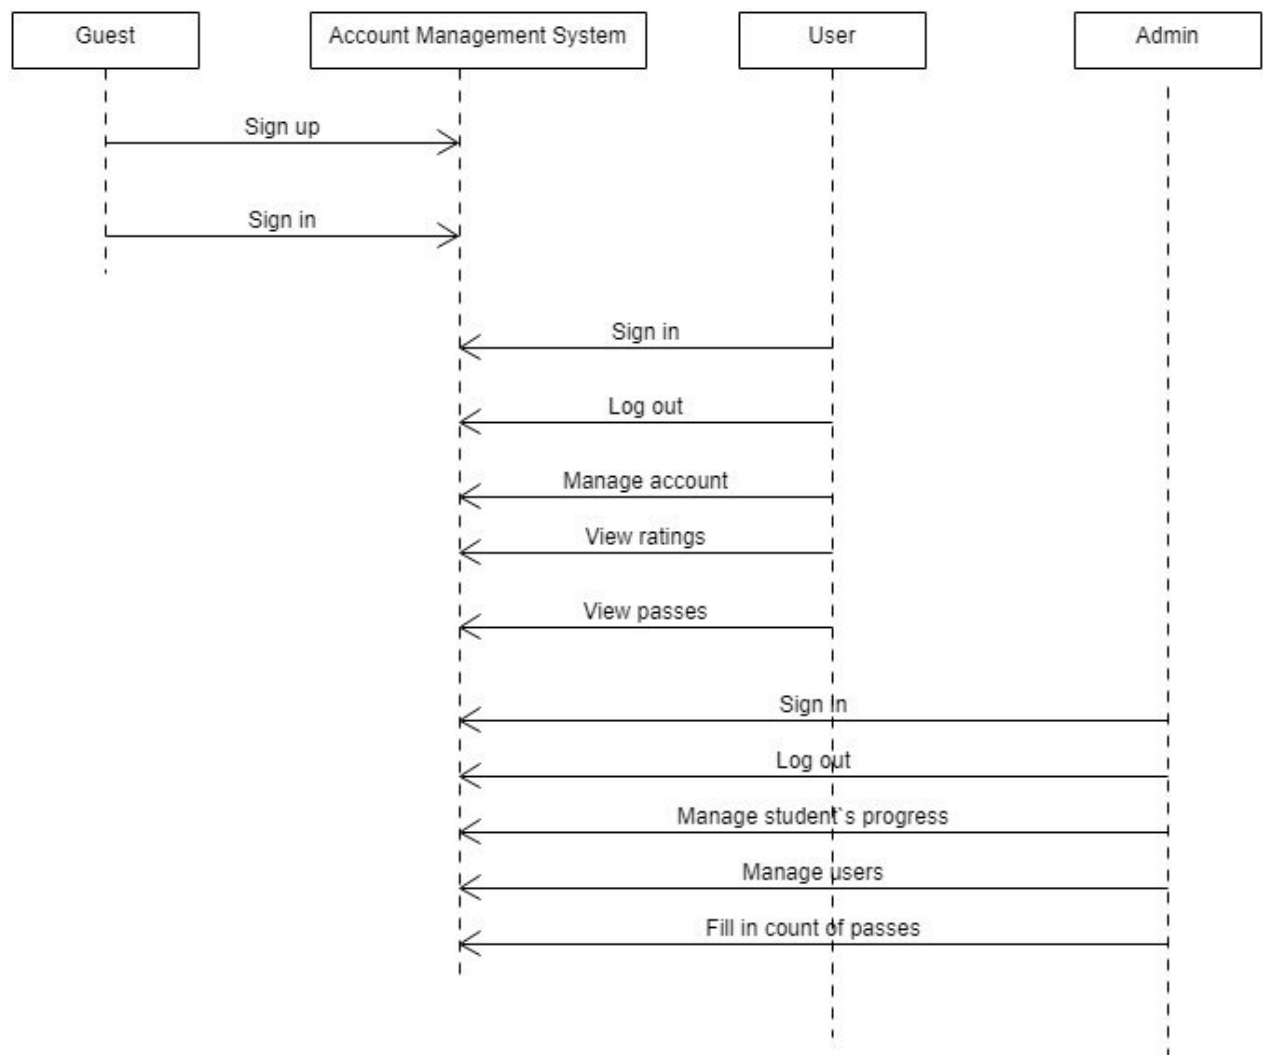 Guest
Account Management System
User
Admin
Sign up
Sign in
Sign in
Log out
Manage account
View ratings
View passes
Sign in
Log out
Manage student`s progress
Manage users
Fill in count of passes